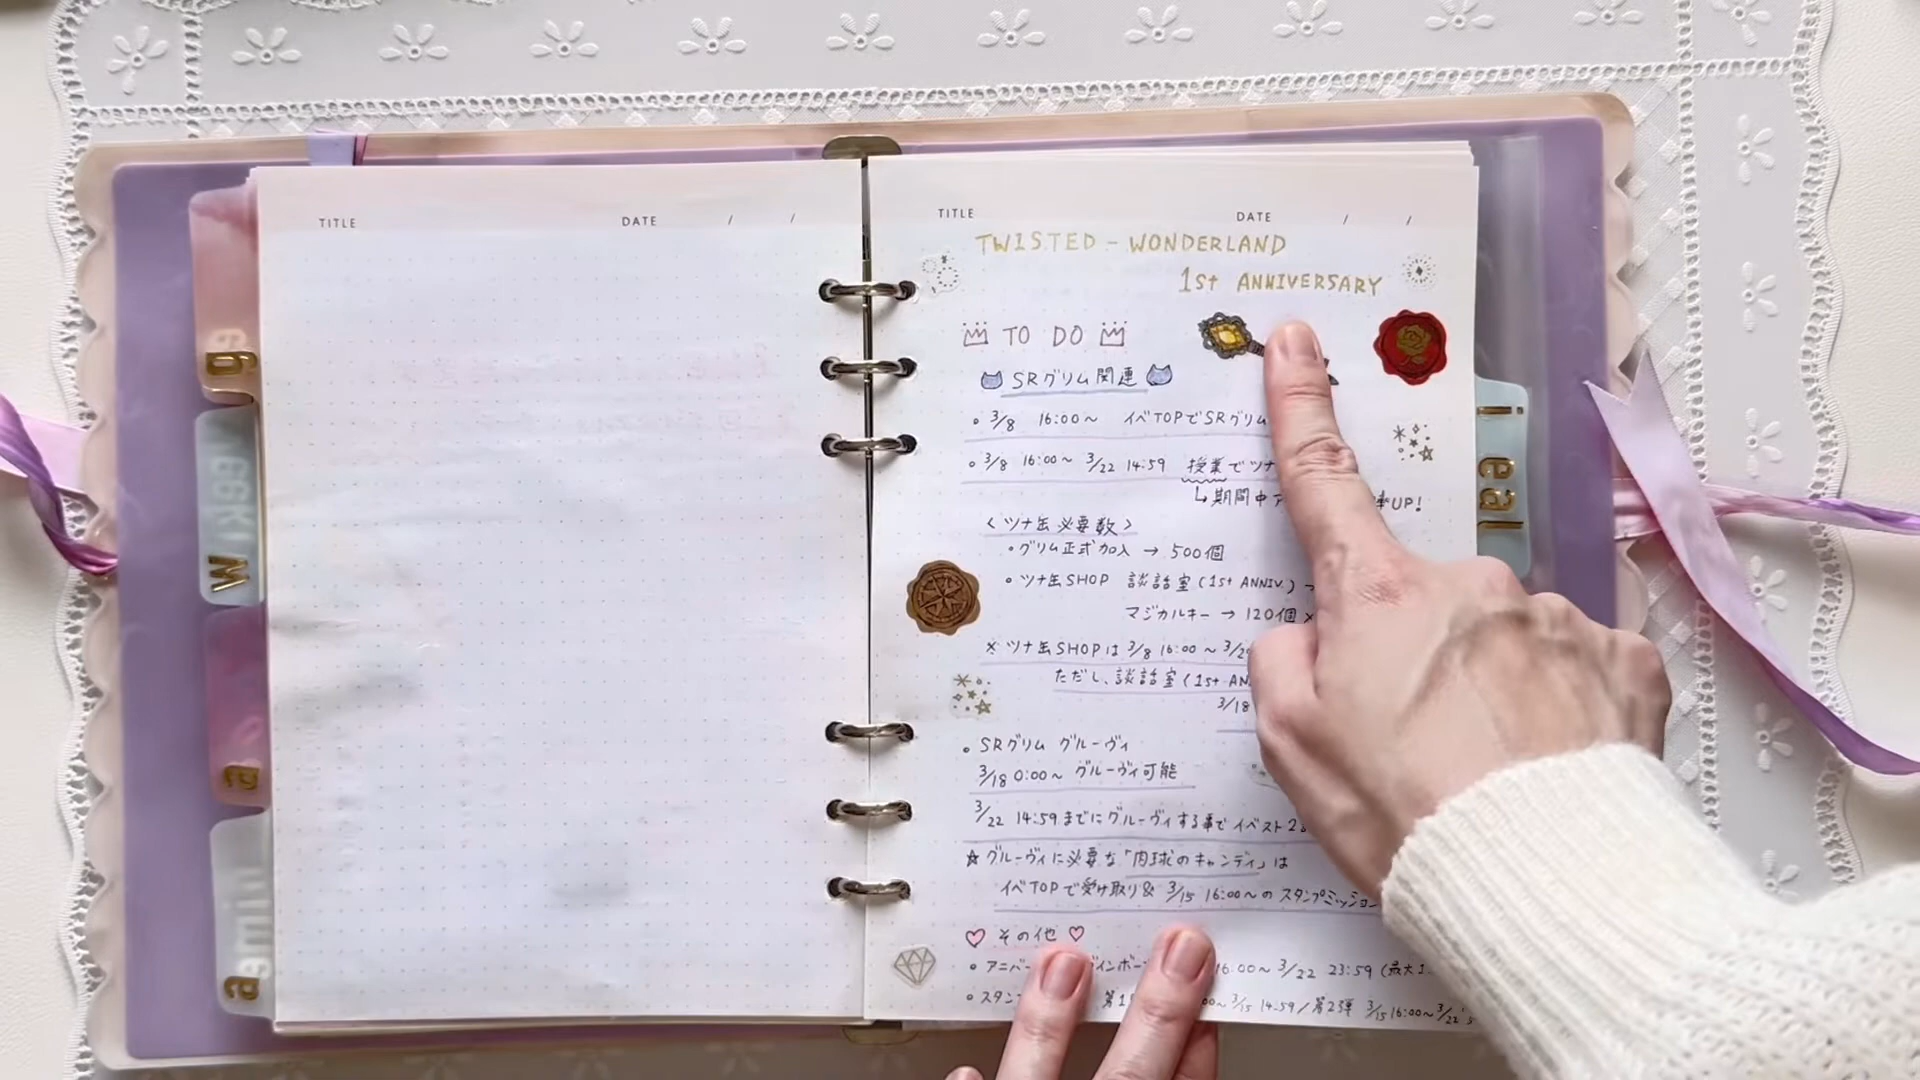 TITLE DATE / /
TITLE DATE / /
TWISTED-WONDERLAND
1st ANNIVERSARY
TO DO
SRグリム関連
• 3/8 16:00〜 イベTOPでSRグリム
• 3/8 16:00〜 3/22 14:59 授業でツナ
↳期間中ア UP!
〈ツナ缶必要数〉
• グリム正式加入 → 500個
• ツナ缶SHOP 談話室(1st ANNIV.) →
マジカルキー → 120個 ×
※ ツナ缶SHOPは 3/8 16:00 〜 3/2
ただし、談話室(1st AN
3/18
• SRグリム グルーヴィ
3/18 0:00〜 グルーヴィ可能
3/22 14:59までにグルーヴィする事でイベスト2
☆ グルーヴィに必要な「肉球のキャンディ」は
イベTOPで受け取り& 3/15 16:00〜のスタンプミッション
♡ その他 ♡
• アニバー インボー 16:00〜 3/22 23:59 (最大1
• スタン 第1 00〜 3/15 14:59/第2弾 3/15 16:00〜3/22
g
W
a
a
i
eal